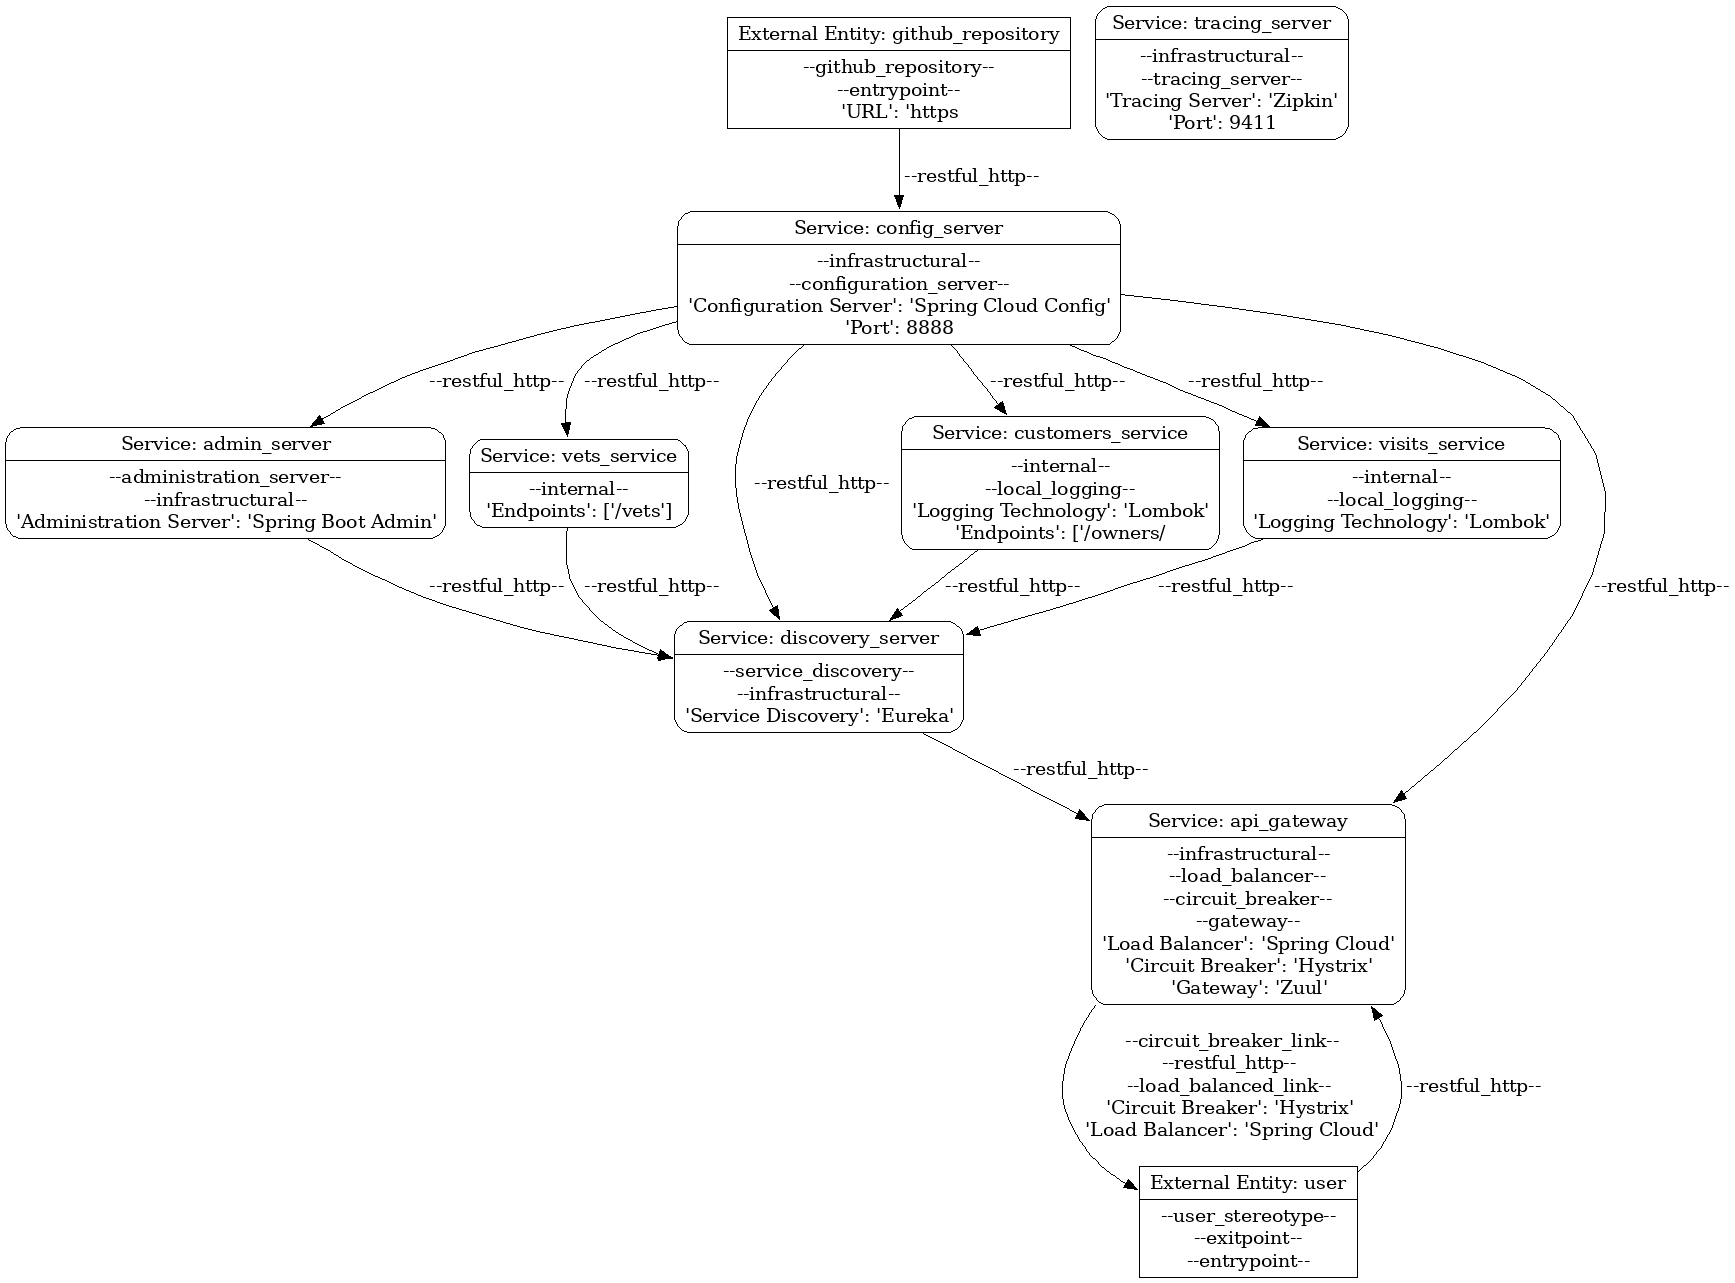 External Entity: github_repository
--github_repository--
--entrypoint--
'URL': 'https
Service: tracing_server
--infrastructural--
--tracing_server--
'Tracing Server': 'Zipkin'
'Port': 9411
--restful_http--
Service: config_server
--infrastructural--
--configuration_server--
'Configuration Server': 'Spring Cloud Config'
'Port': 8888
--restful_http--
--restful_http--
--restful_http--
--restful_http--
Service: admin_server
--administration_server--
--infrastructural--
'Administration Server': 'Spring Boot Admin'
Service: vets_service
--internal--
'Endpoints': ['/vets']
--restful_http--
Service: customers_service
--internal--
--local_logging--
'Logging Technology': 'Lombok'
'Endpoints': ['/owners/
Service: visits_service
--internal--
--local_logging--
'Logging Technology': 'Lombok'
--restful_http--
--restful_http--
--restful_http--
--restful_http--
--restful_http--
Service: discovery_server
--service_discovery--
--infrastructural--
'Service Discovery': 'Eureka'
--restful_http--
Service: api_gateway
--infrastructural--
--load_balancer--
--circuit_breaker--
--gateway--
'Load Balancer': 'Spring Cloud'
'Circuit Breaker': 'Hystrix'
'Gateway': 'Zuul'
--circuit_breaker_link--
--restful_http--
--load_balanced_link--
'Circuit Breaker': 'Hystrix'
'Load Balancer': 'Spring Cloud'
--restful_http--
External Entity: user
--user_stereotype--
--exitpoint--
--entrypoint--